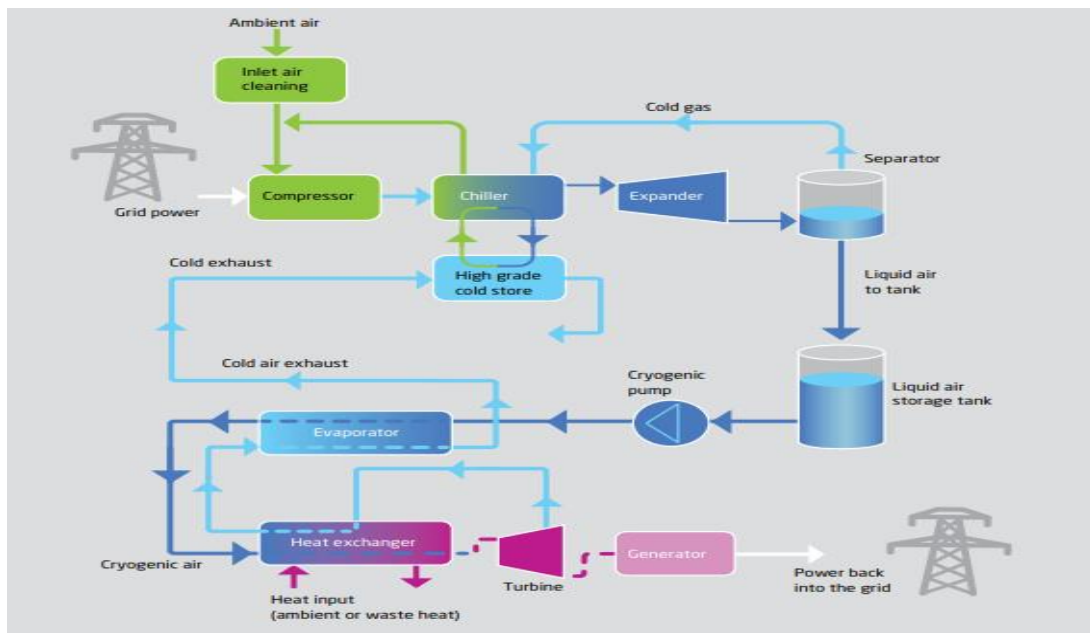 Ambient air
Inlet air
cleaning
Cold gas
Separator
Grid power
Compressor
Chiller
Expander
Cold exhaust
High grade
cold store
Liquid air
to tank
Cold air exhaust
Cryogenic
pump
Liquid air
storage tank
Evaporator
Heat exchanger
Cryogenic air
Heat input
(ambient or waste heat)
Turbine
Generator
Power back
into the grid